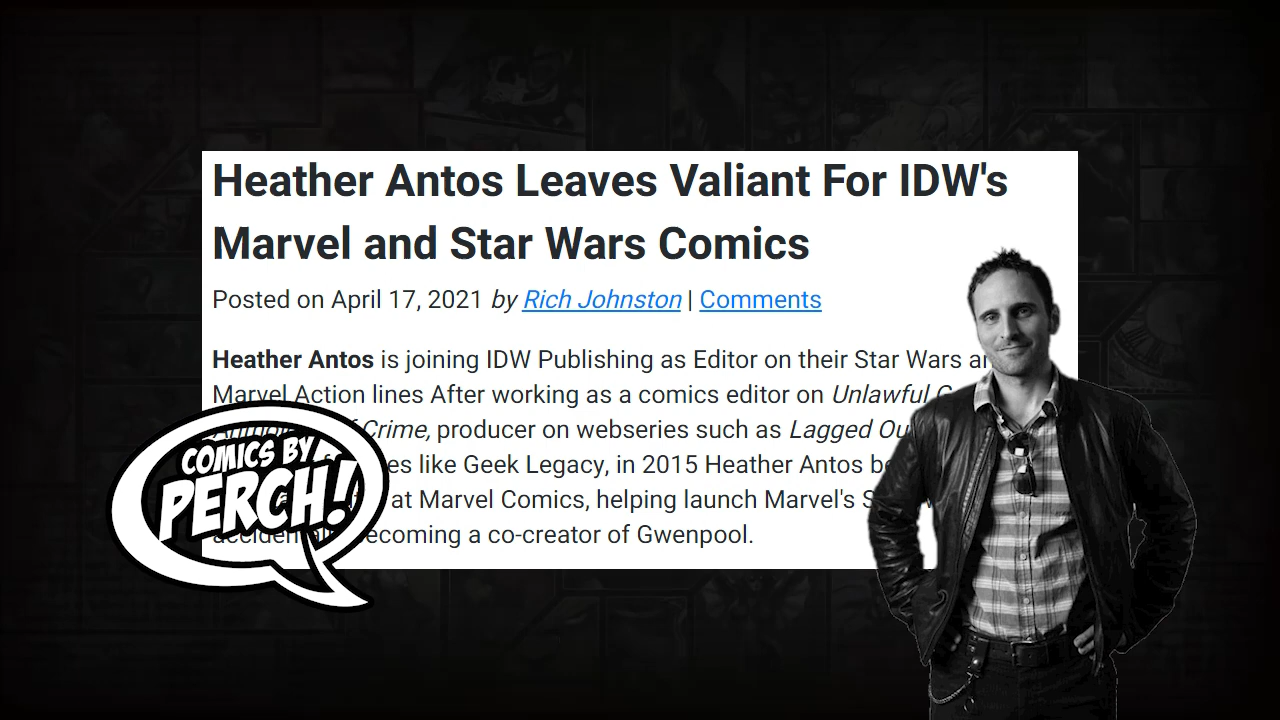 Heather Antos Leaves Valiant For IDW's
Marvel and Star Wars Comics
Posted on April 17, 2021 by Rich Johnston | Comments
Heather Antos is joining IDW Publishing as Editor on their Star Wars
Marvel Action lines After working as a comics editor on Unlawful
Crime, producer on webseries such as Lagged
like Geek Legacy, in 2015 Heather Antos
at Marvel Comics, helping launch Marvel's
becoming a co-creator of Gwenpool.
COMICS BY
PERCH!